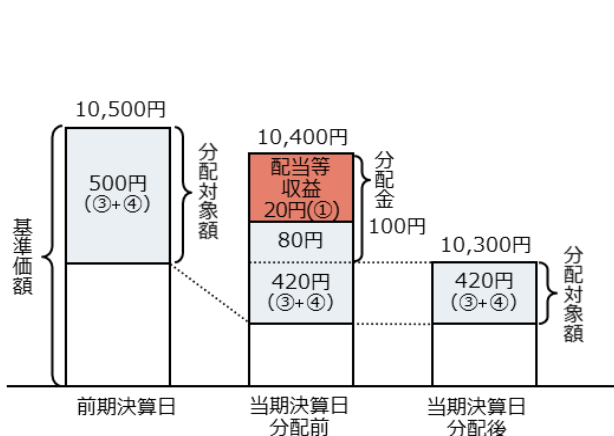 10,500円
500円
(③+④)
分配対象額
基準価額
前期決算日
10,400円
配当等
収益
20円(①)
80円
420円
(③+④)
分配金
100円
当期決算日
分配前
10,300円
420円
(③+④)
分配対象額
当期決算日
分配後